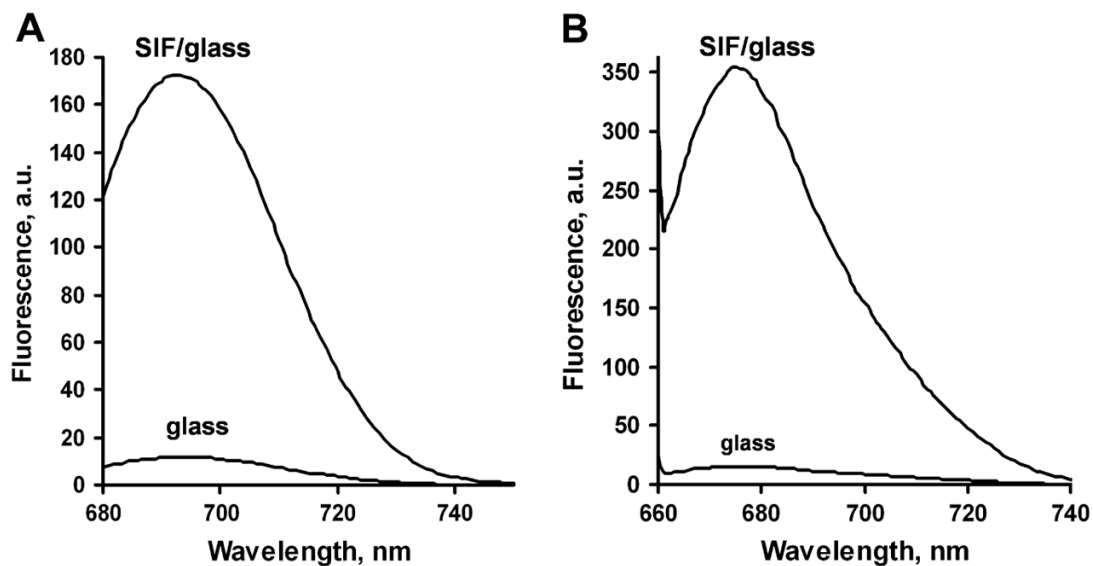 A
SIF/glass
180
160
140
120
100
80
60
40
20
0
Fluorescence, a.u.
glass
680
700
720
740
Wavelength, nm
B
SIF/glass
350
300
250
200
150
100
50
0
Fluorescence, a.u.
glass
660
680
700
720
740
Wavelength, nm